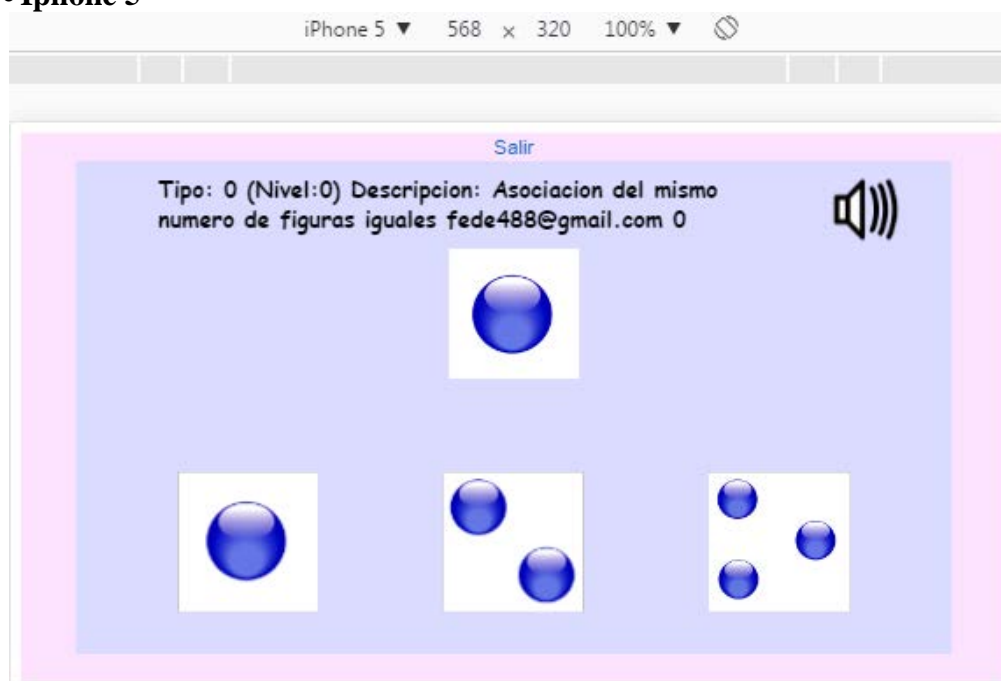 Iphone 5
iPhone 5 ▼ 568 × 320 100% ▼
Salir
Tipo: 0 (Nivel:0) Descripcion: Asociacion del mismo
numero de figuras iguales fede488@gmail.com 0